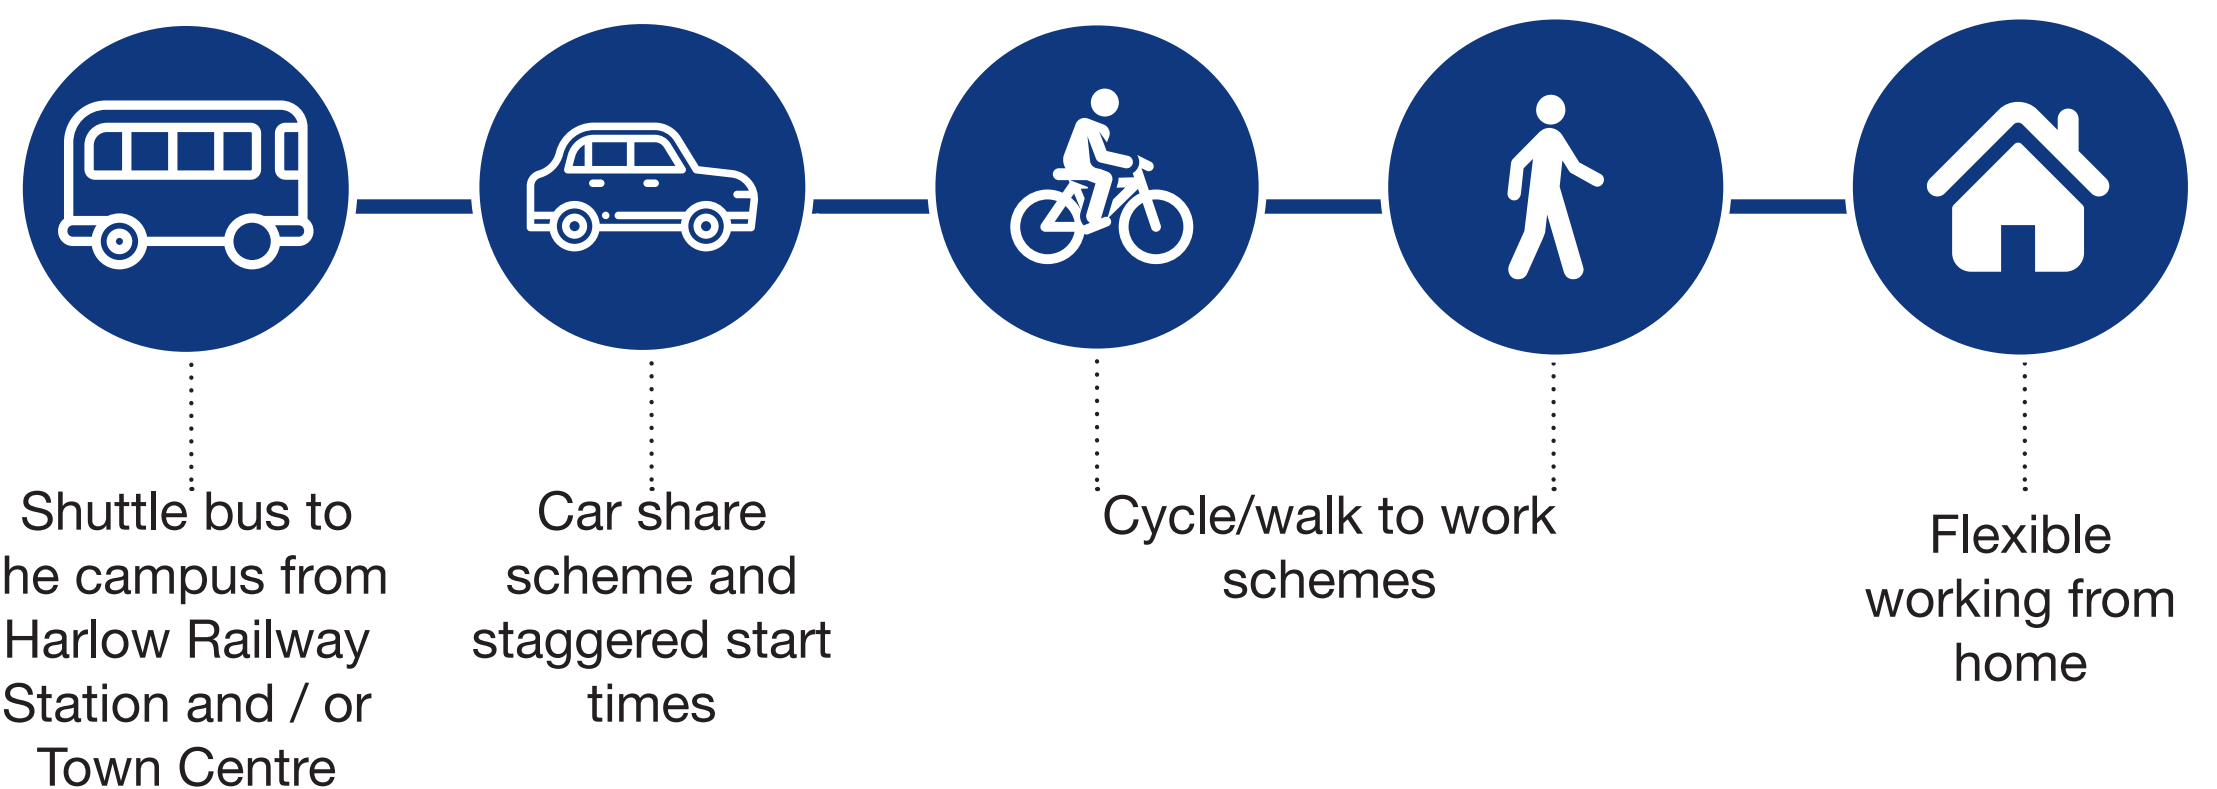 Shuttle bus to
he campus from
Harlow Railway
Station and / or
Town Centre
Car share
scheme and
staggered start
times
Cycle/walk to work
schemes
Flexible
working from
home